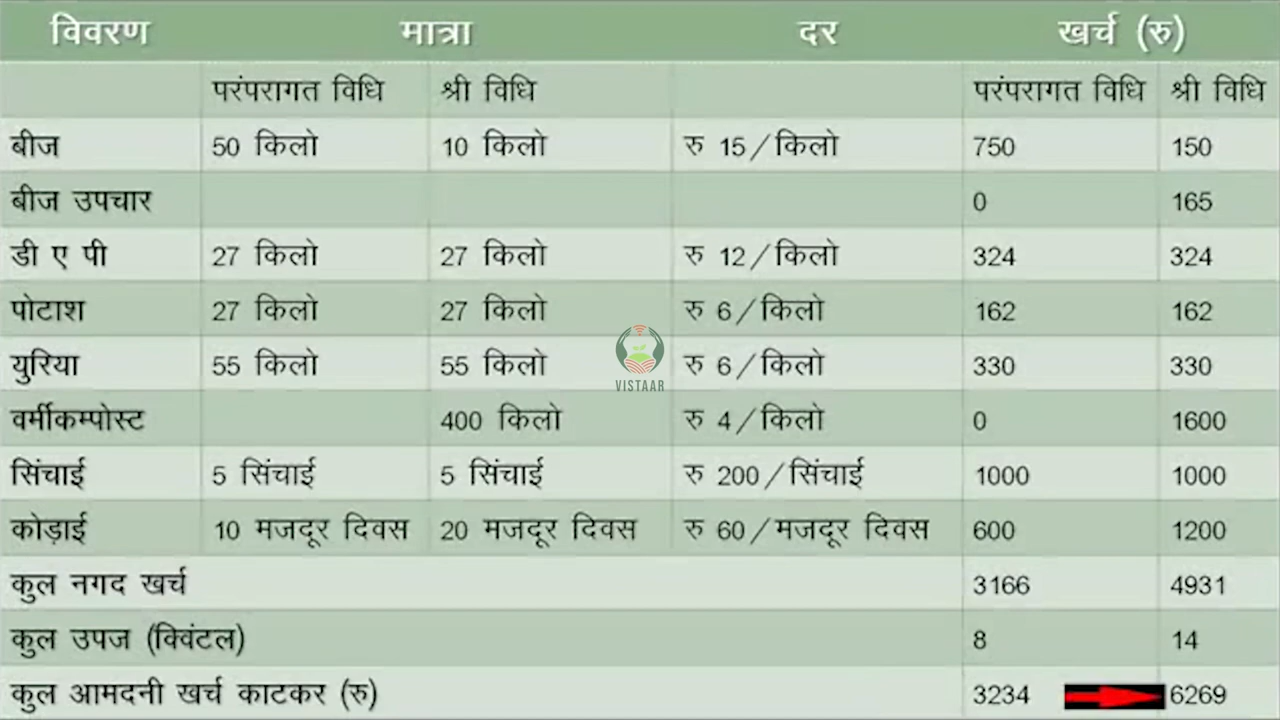 विवरण मात्रा दर खर्च (रु)
परंपरागत विधि श्री विधि परंपरागत विधि श्री विधि
बीज 50 किलो 10 किलो रु 15/किलो 750 150
बीज उपचार 0 165
डी ए पी 27 किलो 27 किलो रु 12/किलो 324 324
पोटाश 27 किलो 27 किलो रु 6/किलो 162 162
युरिया 55 किलो 55 किलो रु 6/किलो 330 330
VISTAAR
वर्मीकम्पोस्ट 400 किलो रु 4/किलो 0 1600
सिंचाई 5 सिंचाई 5 सिंचाई रु 200/सिंचाई 1000 1000
कोड़ाई 10 मजदूर दिवस 20 मजदूर दिवस रु 60/मजदूर दिवस 600 1200
कुल नगद खर्च 3166 4931
कुल उपज (क्विंटल) 8 14
कुल आमदनी खर्च काटकर (रु) 3234 6269